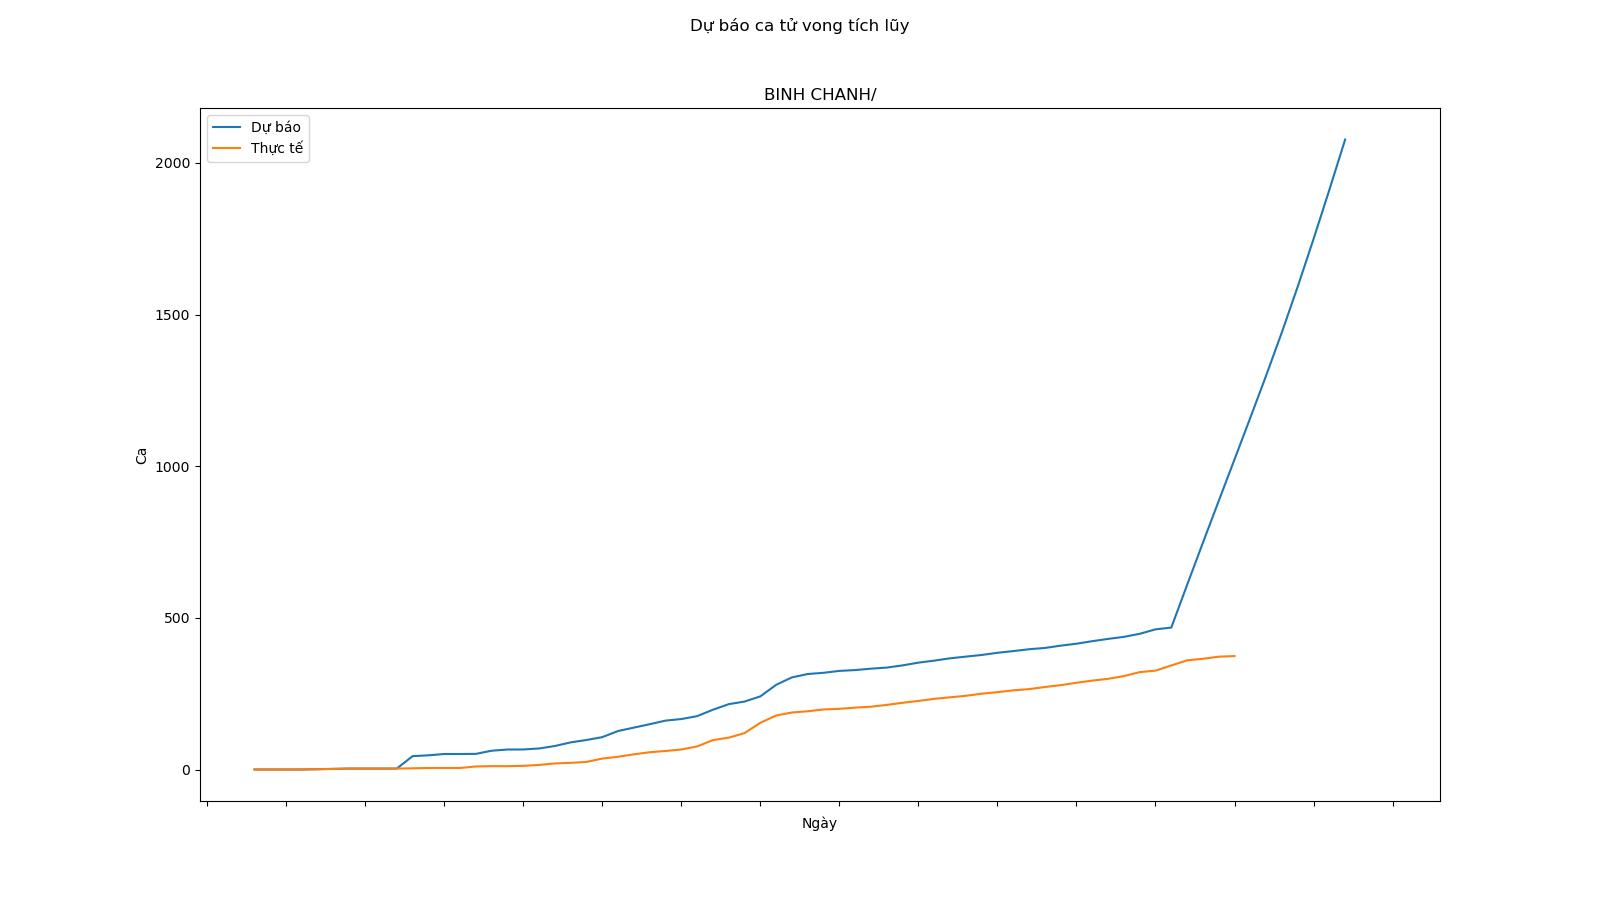 Dự báo ca tử vong tích lũy
BINH CHANH/
Dự báo
Thực tế
2000
1500
1000
500
0
Ca
Ngày